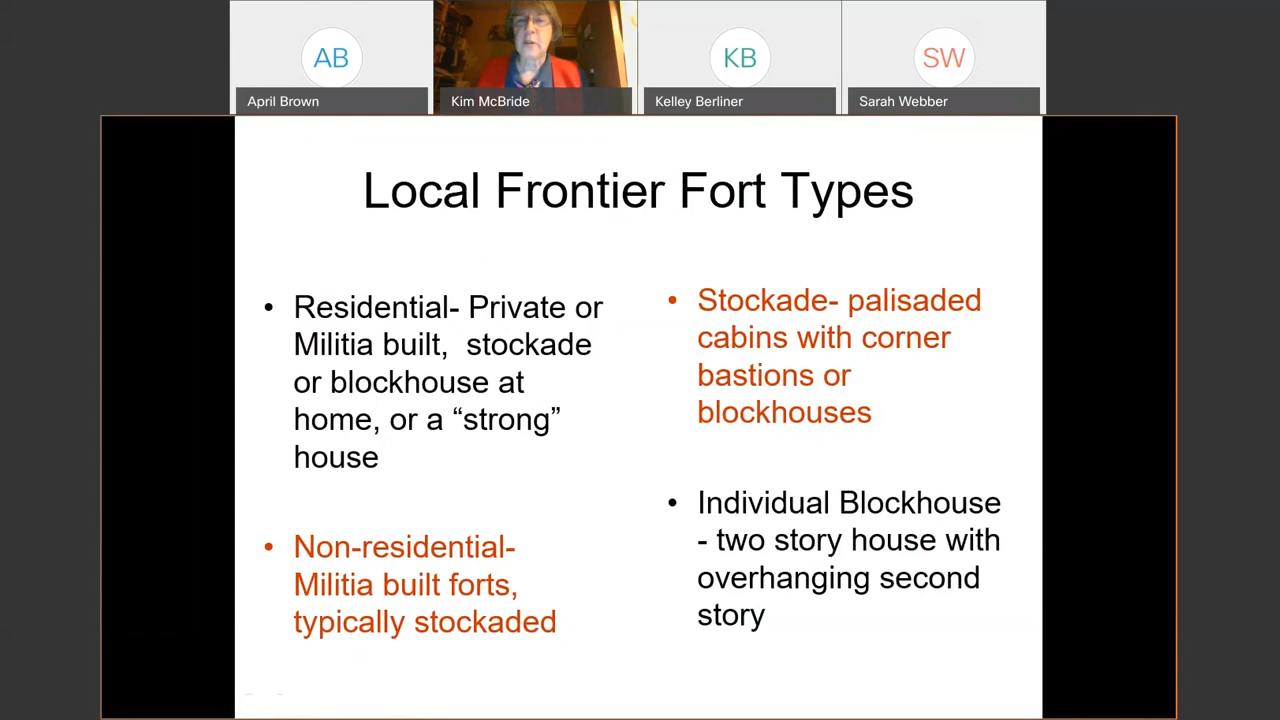 AB
KB
SW
April Brown
Kim McBride
Kelley Berliner
Sarah Webber
Local Frontier Fort Types
• Residential- Private or
Militia built,  stockade
or blockhouse at
home, or a “strong”
house
• Non-residential-
Militia built forts,
typically stockaded
• Stockade- palisaded
cabins with corner
bastions or
blockhouses
• Individual Blockhouse
- two story house with
overhanging second
story